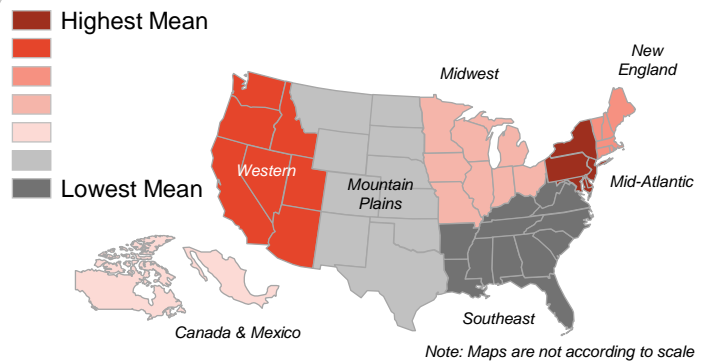 Highest Mean
Lowest Mean
New
England
Midwest
Western
Mountain
Plains
Mid-Atlantic
Canada & Mexico
Southeast
Note: Maps are not according to scale